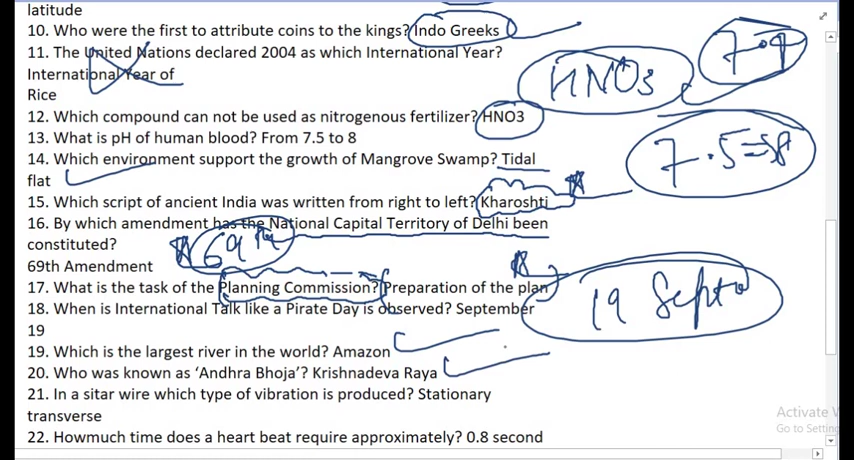 latitude
10. Who were the first to attribute coins to the kings? Indo Greeks
11. The United Nations declared 2004 as which International Year?
International Year of
Rice
HNO3
7.9
12. Which compound can not be used as nitrogenous fertilizer? HNO3
13. What is pH of human blood? From 7.5 to 8
7.5 = 8
14. Which environment support the growth of Mangrove Swamp? Tidal
flat
15. Which script of ancient India was written from right to left? Kharoshti
16. By which amendment has the National Capital Territory of Delhi been
constituted?
69th
69th Amendment
17. What is the task of the Planning Commission? Preparation of the plan
18. When is International Talk like a Pirate Day is observed? September
19
19 Sept
19. Which is the largest river in the world? Amazon
20. Who was known as ‘Andhra Bhoja’? Krishnadeva Raya
21. In a sitar wire which type of vibration is produced? Stationary
transverse
22. Howmuch time does a heart beat require approximately? 0.8 second
Activate
Go to Setting